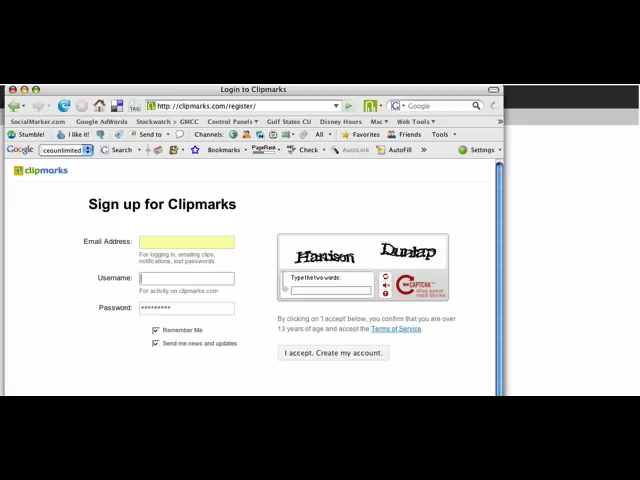 Login to Clipmarks
TAG
http://clipmarks.com/register/
Google
SocialMarker.com Google AdWords Stockwatch > GMCC Control Panels Gulf States CU Disney Hours Mac Web Tools »
Stumble! I like it! Send to Channels: All Favorites Friends Tools
Google ceounlimited Search Bookmarks PageRank Check AutoLink AutoFill » Settings
clipmarks
Sign up for Clipmarks
Email Address:
For logging in, emailing clips,
notifications, lost passwords
Username:
For activity on clipmarks.com
Password: *********
Remember Me
Send me news and updates
Harrison Dunlap
Type the two words:
reCAPTCHA
stop spam.
read books.
By clicking on 'I accept' below, you confirm that you are over
13 years of age and accept the Terms of Service.
I accept. Create my account.